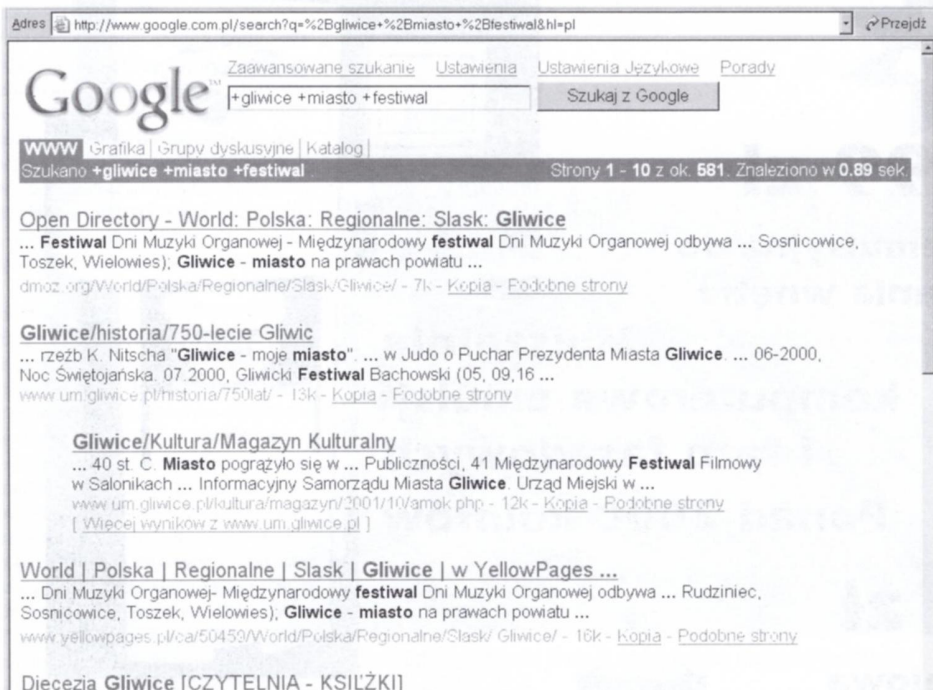 Adres http://www.google.com.pl/search?q=%2Bgliwice+%2Bmiasto+%2Bfestiwal&hl=pl Przejdź
Zaawansowane szukanie Ustawienia Ustawienia Językowe Porady
Google™ +gliwice +miasto +festiwal Szukaj z Google
WWW Grafika Grupy dyskusyjne Katalog
Szukano +gliwice +miasto +festiwal Strony 1 - 10 z ok. 581. Znaleziono w 0.89 sek.
Open Directory - World: Polska: Regionalne: Slask: Gliwice
... Festiwal Dni Muzyki Organowej - Międzynarodowy festiwal Dni Muzyki Organowej odbywa ... Sosnicowice,
Toszek, Wielowies); Gliwice - miasto na prawach powiatu ...
dmoz.org/World/Polska/Regionalne/Slask/Gliwice/ - 7k - Kopia - Podobne strony
Gliwice/historia/750-lecie Gliwic
... rzeźb K. Nitscha "Gliwice - moje miasto". ... w Judo o Puchar Prezydenta Miasta Gliwice. ... 06-2000,
Noc Świętojańska. 07.2000, Gliwicki Festiwal Bachowski (05, 09,16 ...
www.um.gliwice.pl/historia/750lat/ - 13k - Kopia - Podobne strony
Gliwice/Kultura/Magazyn Kulturalny
... 40 st. C. Miasto pogrążyło się w ... Publiczności, 41 Międzynarodowy Festiwal Filmowy
w Salonikach ... Informacyjny Samorządu Miasta Gliwice. Urząd Miejski w ...
www.um.gliwice.pl/kultura/magazyn/2001/10/amok.php - 12k - Kopia - Podobne strony
[ Więcej wyników z www.um.gliwice.pl ]
World | Polska | Regionalne | Slask | Gliwice | w YellowPages ...
... Dni Muzyki Organowej- Międzynarodowy festiwal Dni Muzyki Organowej odbywa ... Rudziniec,
Sosnicowice, Toszek, Wielowies); Gliwice - miasto na prawach powiatu ...
www.yellowpages.pl/ca/50459/World/Polska/Regionalne/Slask/ Gliwice/ - 16k - Kopia - Podobne strony
Diecezja Gliwice [CZYTELNIA - KSIĽŻKI]